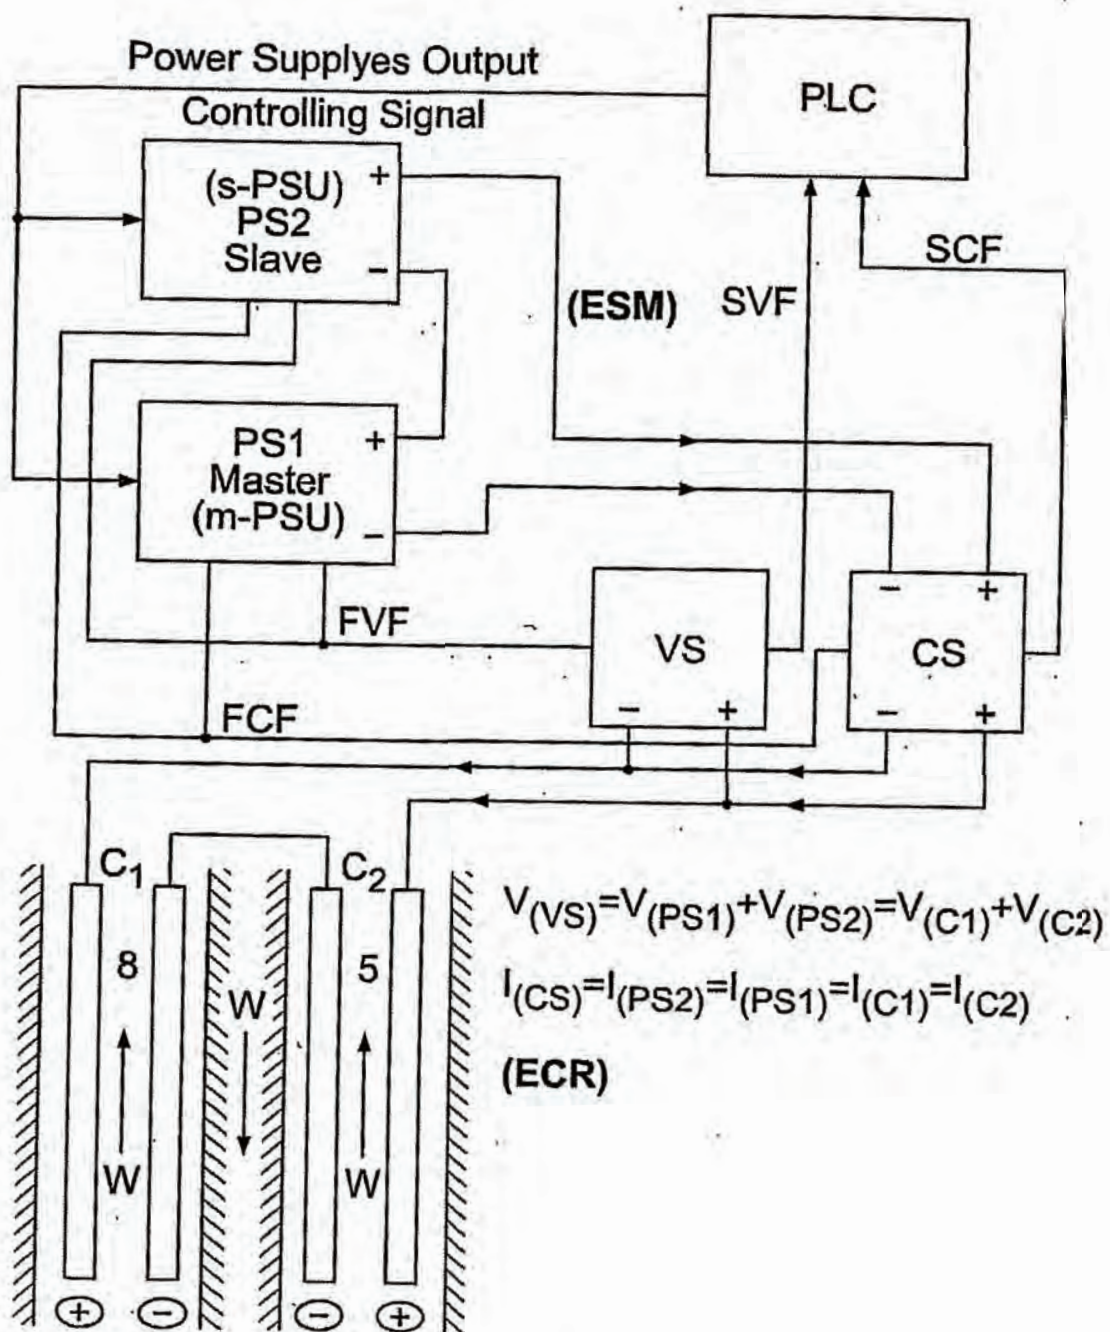 Power Supplyes Output
Controlling Signal
PLC
(s-PSU)
PS2
Slave
+
−
(ESM)
SVF
SCF
PS1
Master
(m-PSU)
+
−
FVF
VS
− +
CS
− +
− +
FCF
C1
C2
8
5
W
W
W
V(VS)=V(PS1)+V(PS2)=V(C1)+V(C2)
I(CS)=I(PS2)=I(PS1)=I(C1)=I(C2)
(ECR)
+ − − +